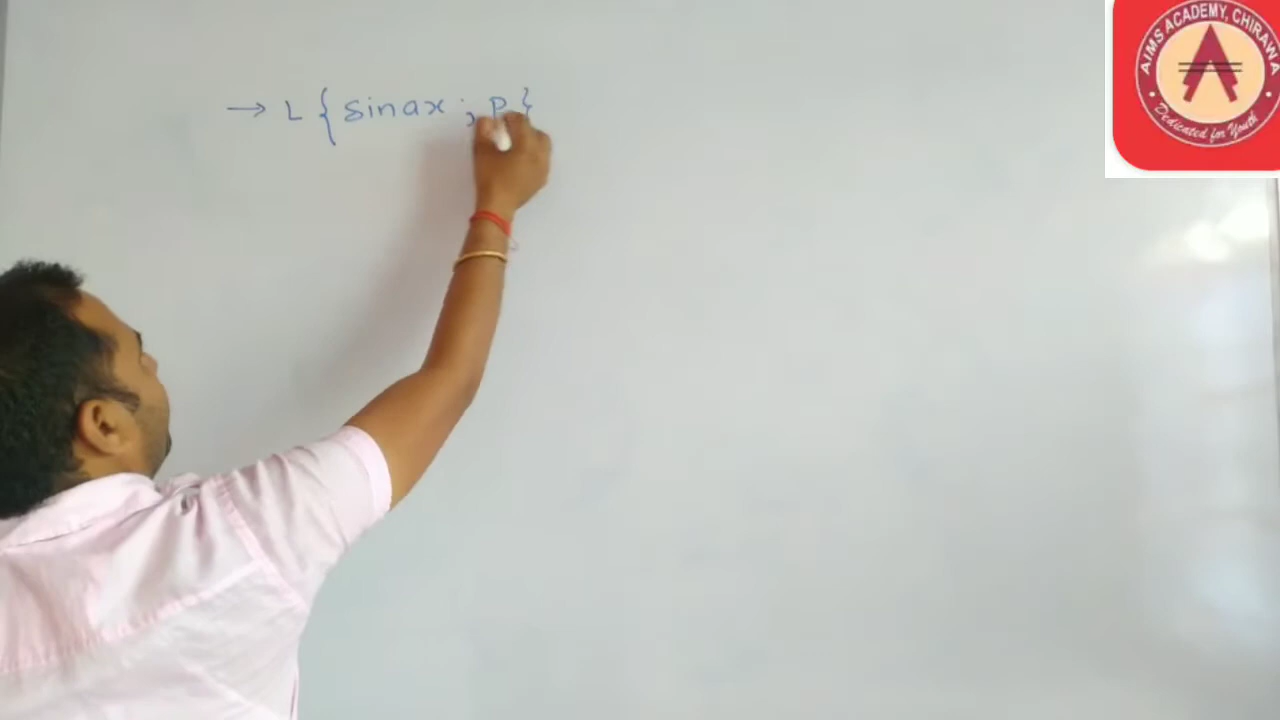 → L { sinax ; P }
AIMS ACADEMY, CHIRAWA
Dedicated for Youth